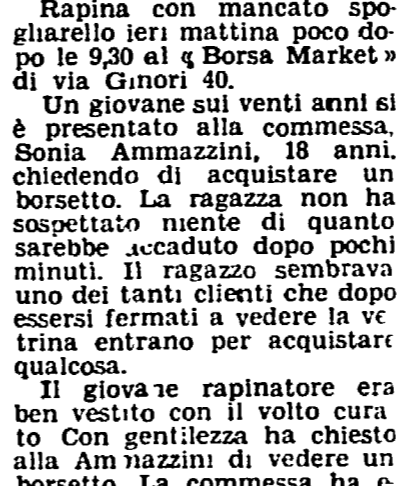 Rapina con mancato spo-
gliarello ieri mattina poco do-
po le 9,30 al « Borsa Market »
di via Ginori 40.
Un giovane sui venti anni si
è presentato alla commessa,
Sonia Ammazzini, 18 anni,
chiedendo di acquistare un
borsetto. La ragazza non ha
sospettato niente di quanto
sarebbe accaduto dopo pochi
minuti. Il ragazzo sembrava
uno dei tanti clienti che dopo
essersi fermati a vedere la ve
trina entrano per acquistare
qualcosa.
Il giovane rapinatore era
ben vestito con il volto cura
to Con gentilezza ha chiesto
alla Ammazzini di vedere un
borsetto. La commessa ha e-